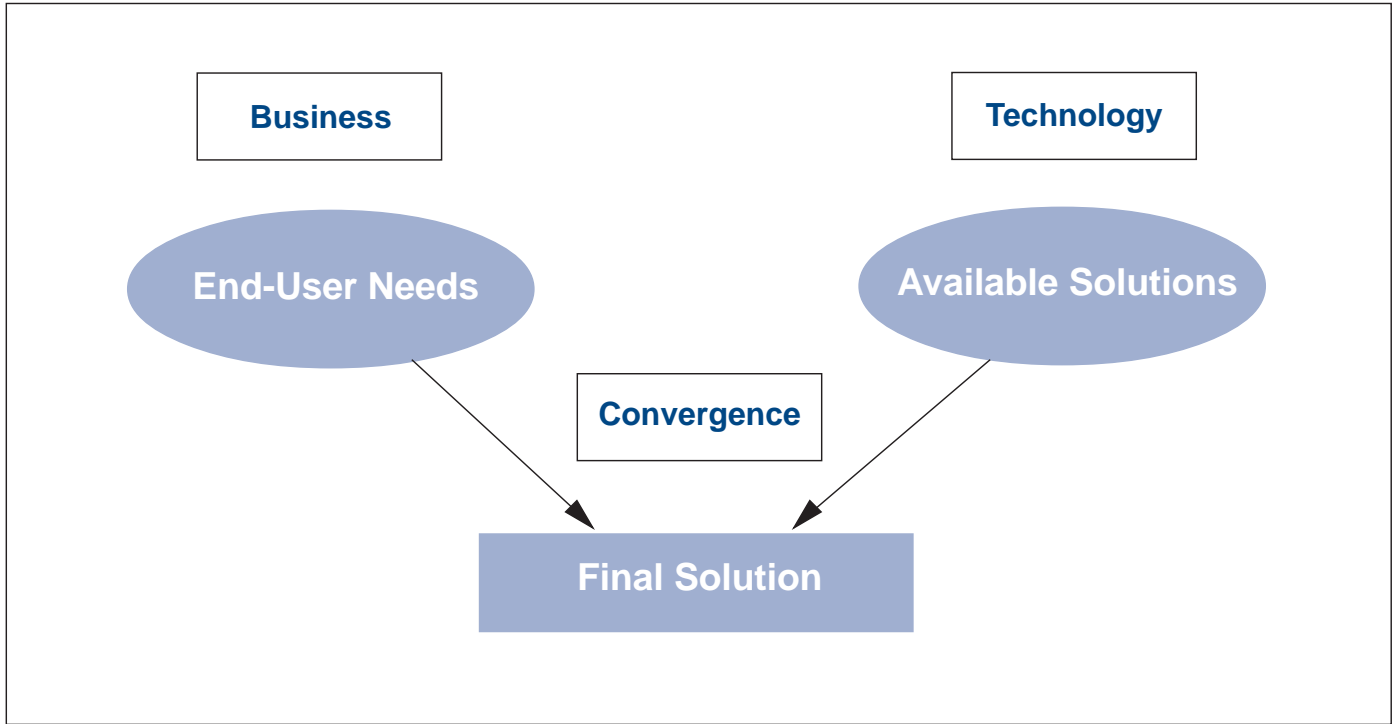 Business
Technology
End-User Needs
Available Solutions
Convergence
Final Solution